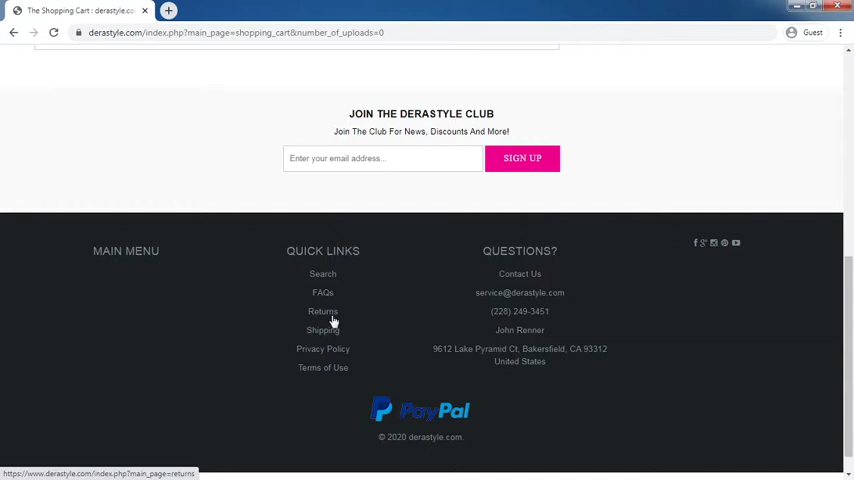 The Shopping Cart : derastyle.co
Guest
derastyle.com/index.php?main_page=shopping_cart&number_of_uploads=0
JOIN THE DERASTYLE CLUB
Join The Club For News, Discounts And More!
Enter your email address...
SIGN UP
MAIN MENU
QUICK LINKS
Search
FAQs
Returns
Shipping
Privacy Policy
Terms of Use
QUESTIONS?
Contact Us
service@derastyle.com
(228) 249-3451
John Renner
9612 Lake Pyramid Ct, Bakersfield, CA 93312
United States
PayPal
© 2020 derastyle.com.
https://www.derastyle.com/index.php?main_page=returns